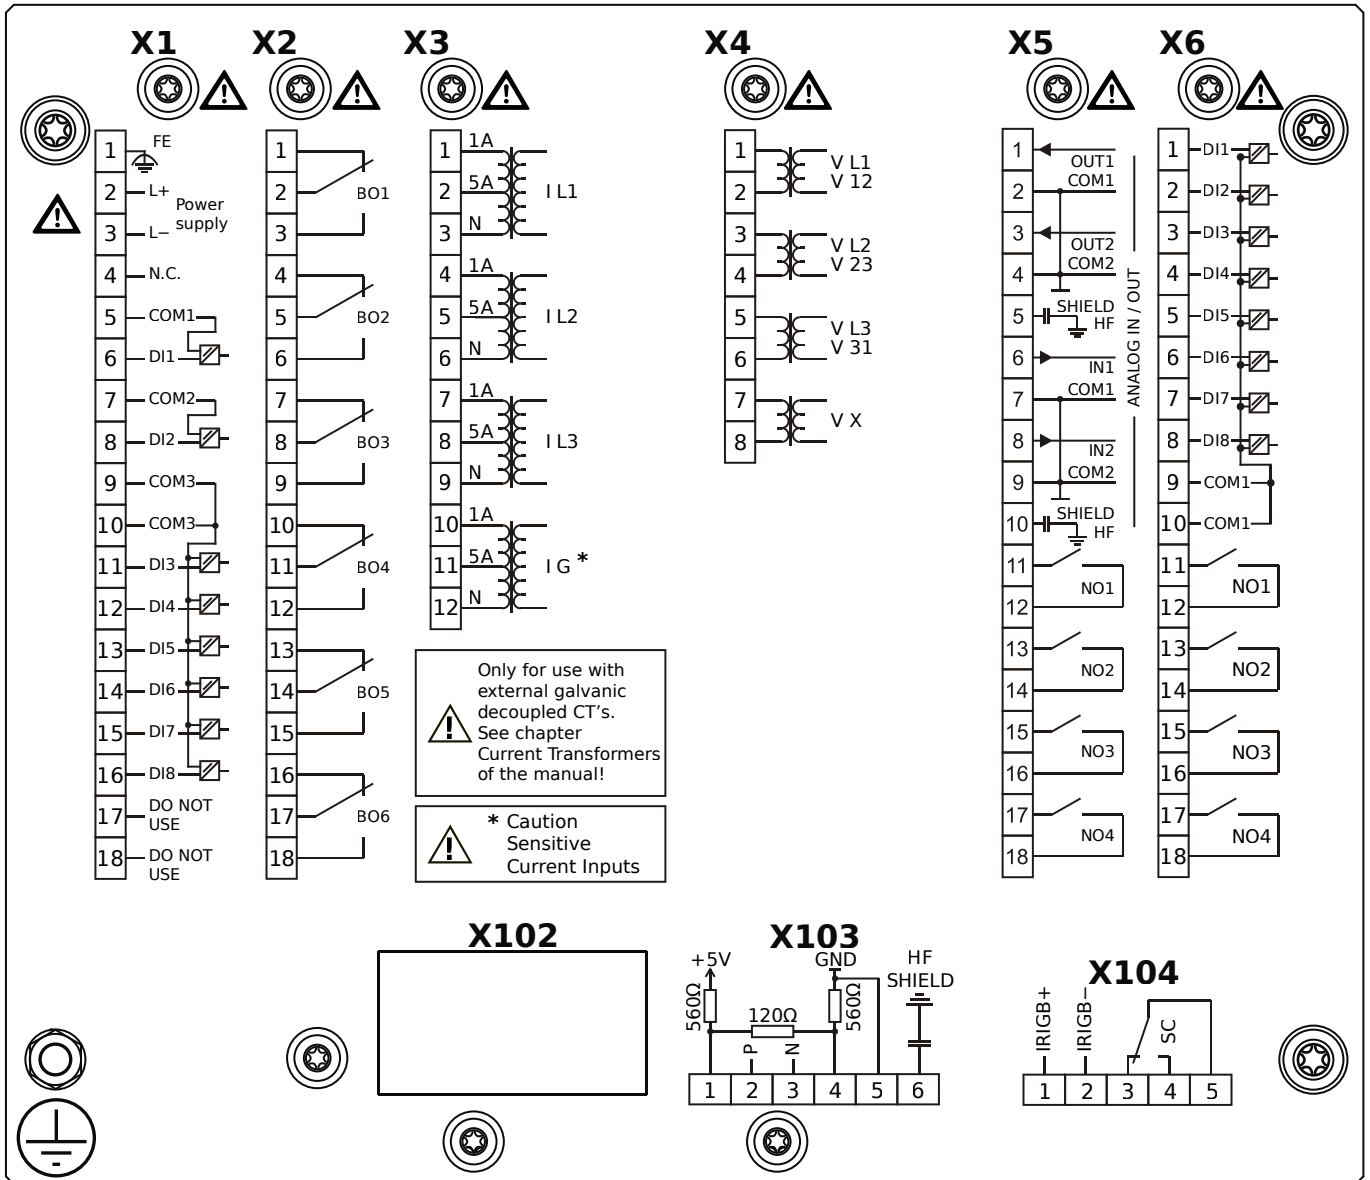 X1
X2
X3
X4
X5
X6
1 FE
2 L+
Power
supply
3 L−
4 N.C.
5 COM1
6 DI1
7 COM2
8 DI2
9 COM3
10 COM3
11 DI3
12 DI4
13 DI5
14 DI6
15 DI7
16 DI8
17 DO NOT
USE
18 DO NOT
USE
1
2 BO1
3
4
5 BO2
6
7
8 BO3
9
10
11 BO4
12
13
14 BO5
15
16
17 BO6
18
1 1A
2 5A I L1
3 N
4 1A
5 5A I L2
6 N
7 1A
8 5A I L3
9 N
10 1A
11 5A I G *
12 N
Only for use with
external galvanic
decoupled CT's.
See chapter
Current Transformers
of the manual!
* Caution
Sensitive
Current Inputs
1 V L1
2 V 12
3 V L2
4 V 23
5 V L3
6 V 31
7 V X
8
1 OUT1
2 COM1
3 OUT2
4 COM2
5 SHIELD
HF
6 IN1
7 COM1
8 IN2
9 COM2
10 SHIELD
HF
ANALOG IN / OUT
11 NO1
12
13 NO2
14
15 NO3
16
17 NO4
18
1 DI1
2 DI2
3 DI3
4 DI4
5 DI5
6 DI6
7 DI7
8 DI8
9 COM1
10 COM1
11 NO1
12
13 NO2
14
15 NO3
16
17 NO4
18
X102
X103
+5V GND HF
SHIELD
560Ω 120Ω 560Ω
P N
1 2 3 4 5 6
X104
IRIGB+ IRIGB− SC
1 2 3 4 5